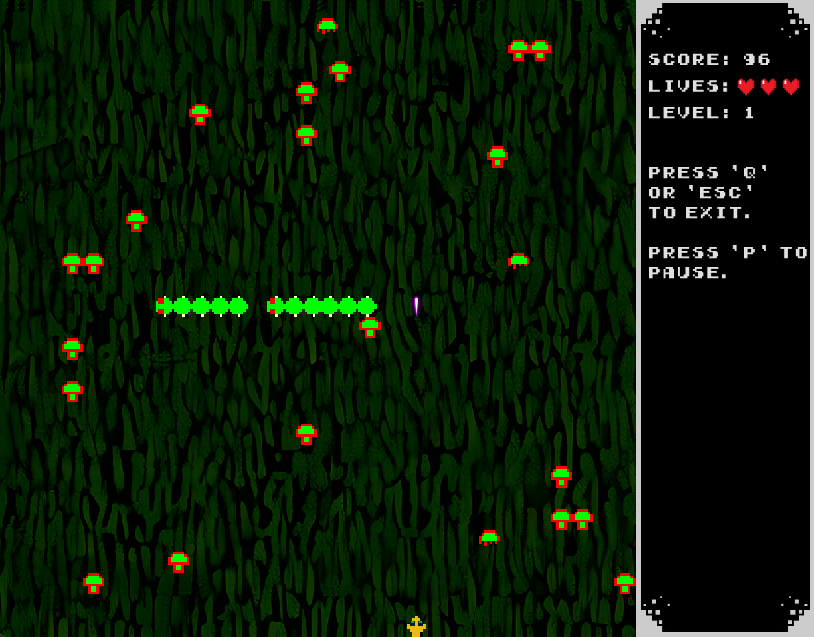 SCORE: 96
LIVES:
LEVEL: 1
PRESS 'Q'
OR 'ESC'
TO EXIT.
PRESS 'P' TO
PAUSE.